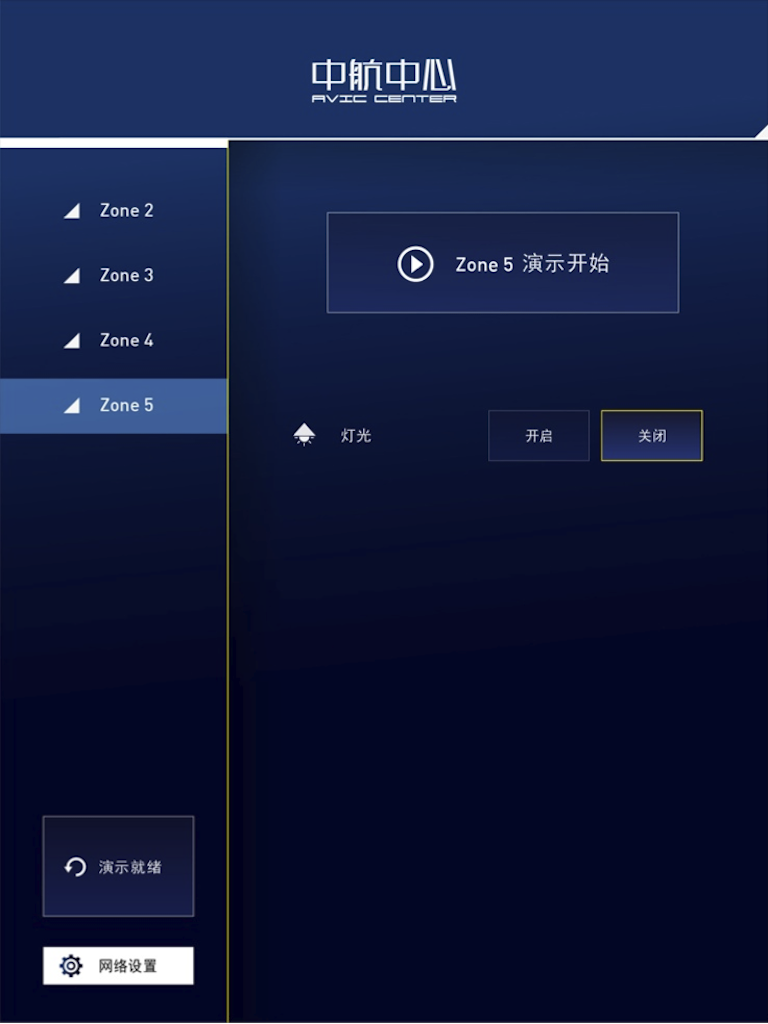 中航中心
AVIC CENTER
Zone 2
Zone 3
Zone 4
Zone 5
Zone 5 演示开始
灯光
开启
关闭
演示就绪
网络设置